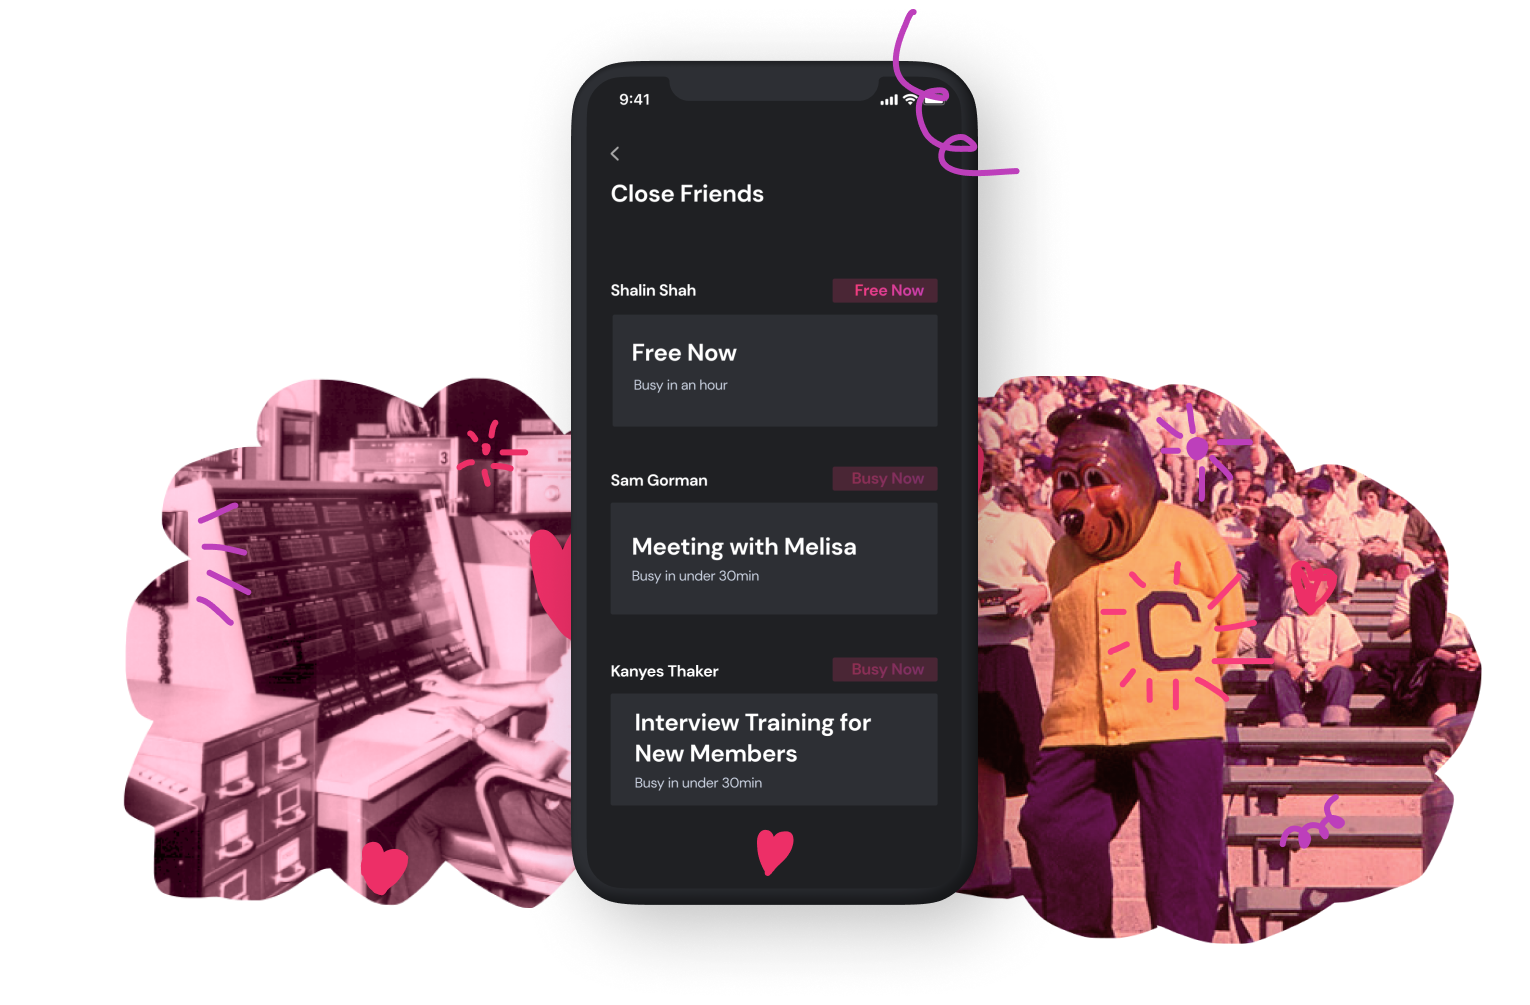 9:41
Close Friends
Shalin Shah
Free Now
Free Now
Busy in an hour
Sam Gorman
Busy Now
Meeting with Melisa
Busy in under 30min
Kanyes Thaker
Busy Now
Interview Training for
New Members
Busy in under 30min
3
C